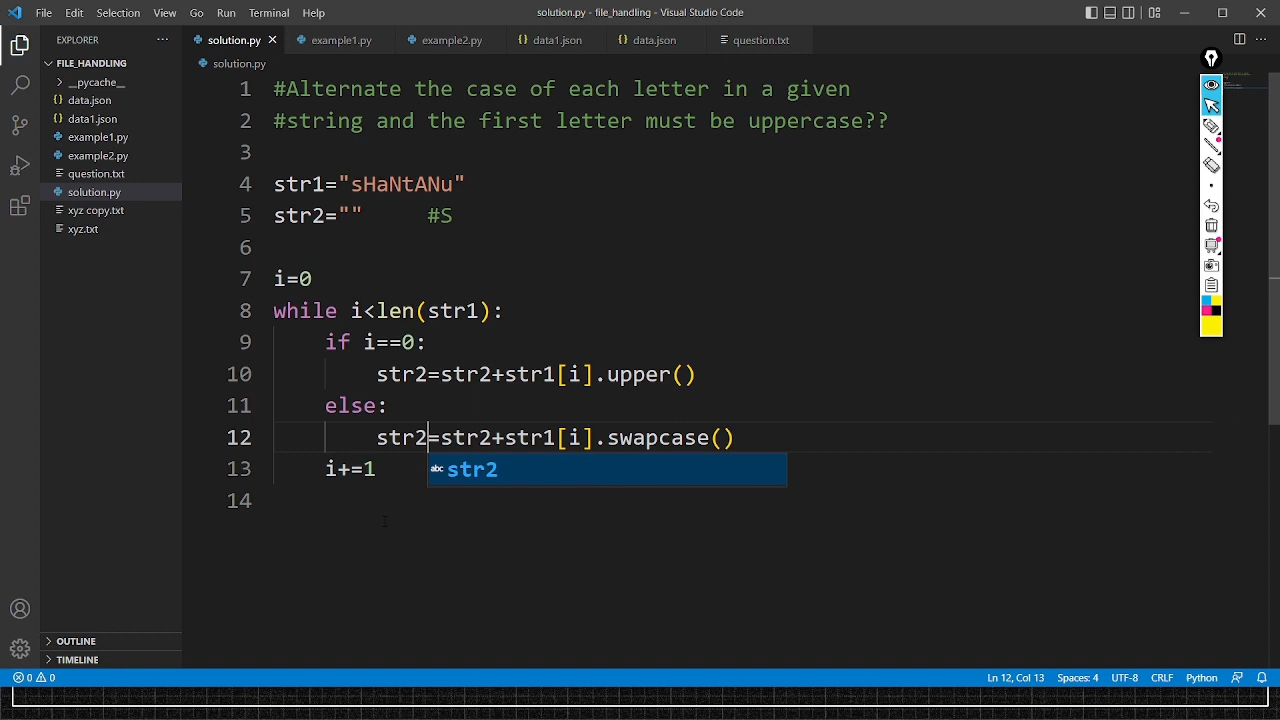 File Edit Selection View Go Run Terminal Help
solution.py - file_handling - Visual Studio Code
EXPLORER ...
solution.py example1.py example2.py data1.json data.json question.txt
FILE_HANDLING
solution.py
__pycache__
data.json
data1.json
example1.py
example2.py
question.txt
solution.py
xyz copy.txt
xyz.txt
1 #Alternate the case of each letter in a given
2 #string and the first letter must be uppercase??
3
4 str1="sHaNtANu"
5 str2="" #S
6
7 i=0
8 while i<len(str1):
9 if i==0:
10 str2=str2+str1[i].upper()
11 else:
12 str2=str2+str1[i].swapcase()
abc str2
13 i+=1
14
OUTLINE
TIMELINE
0 0 Ln 12, Col 13 Spaces: 4 UTF-8 CRLF Python